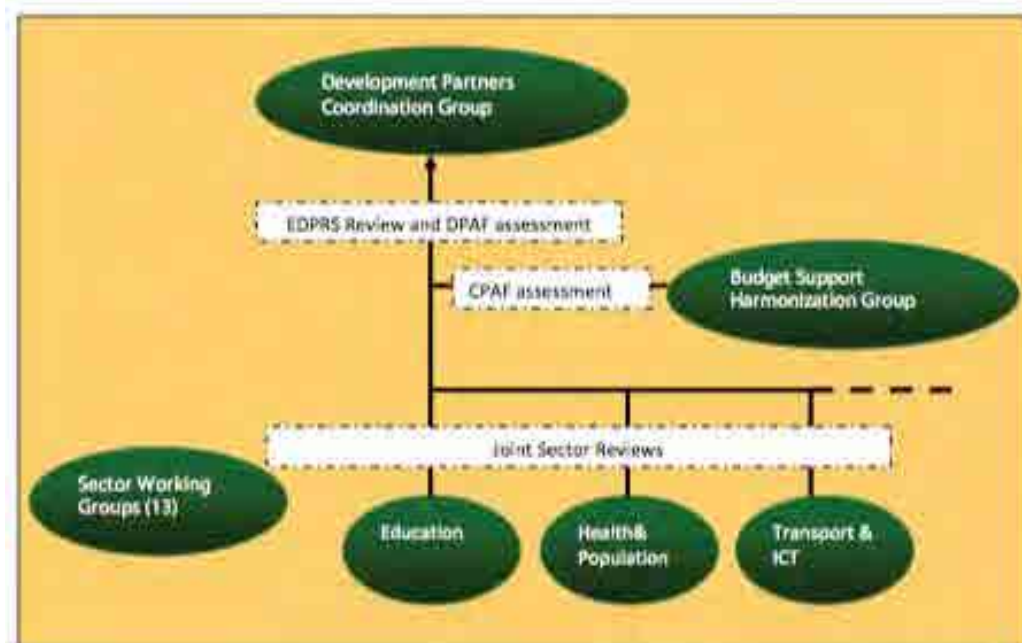 Development Partners
Coordination Group
EDPRS Review and DPAF assessment
CPAF assessment
Budget Support
Harmonization Group
Joint Sector Reviews
Sector Working
Groups (13)
Education
Health&
Population
Transport &
ICT